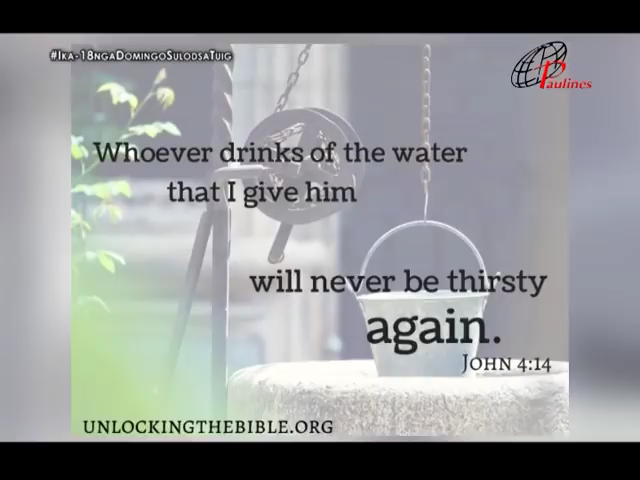 #Ika-18ngaDomingoSulodsaTuig
Paulines
Whoever drinks of the water
that I give him
will never be thirsty
again.
John 4:14
unlockingthebible.org